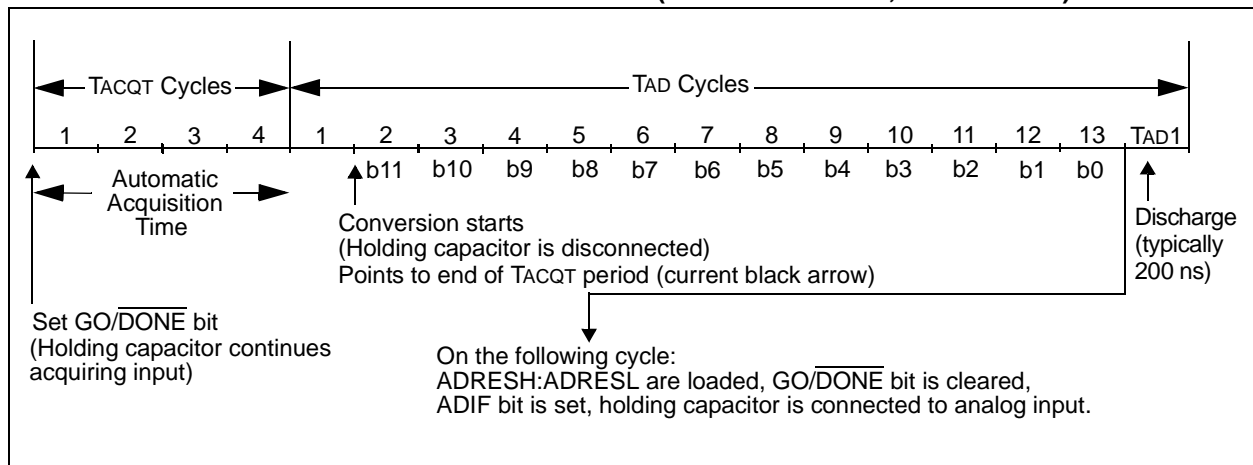 TACQT Cycles TAD Cycles
1 2 3 4 1 2 3 4 5 6 7 8 9 10 11 12 13 TAD1
b11 b10 b9 b8 b7 b6 b5 b4 b3 b2 b1 b0
Automatic
Acquisition
Time
Conversion starts
(Holding capacitor is disconnected)
Points to end of TACQT period (current black arrow)
Discharge
(typically
200 ns)
Set GO/DONE bit
(Holding capacitor continues
acquiring input)
On the following cycle:
ADRESH:ADRESL are loaded, GO/DONE bit is cleared,
ADIF bit is set, holding capacitor is connected to analog input.